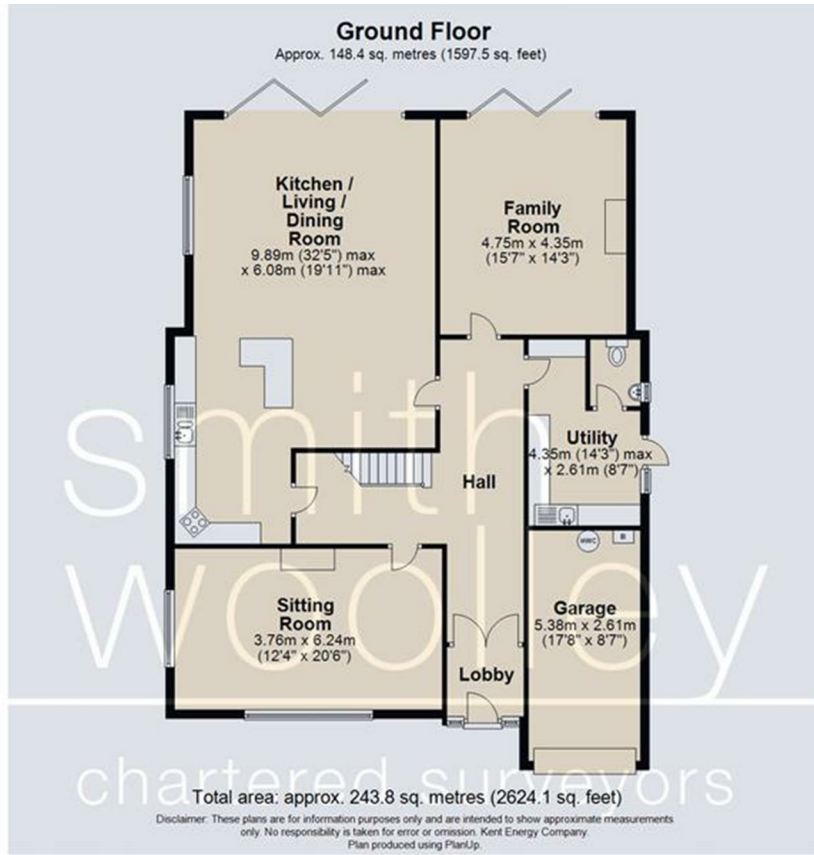 Ground Floor
Approx. 148.4 sq. metres (1597.5 sq. feet)
Kitchen /
Living /
Dining
Room
9.89m (32'5") max
x 6.08m (19'11") max
Family
Room
4.75m x 4.35m
(15'7" x 14'3")
Utility
4.35m (14'3") max
x 2.61m (8'7")
Hall
Sitting
Room
3.76m x 6.24m
(12'4" x 20'6")
HWC
Garage
5.38m x 2.61m
(17'8" x 8'7")
Lobby
smith
woolley
chartered surveyors
Total area: approx. 243.8 sq. metres (2624.1 sq. feet)
Disclaimer: These plans are for information purposes only and are intended to show approximate measurements
only. No responsibility is taken for error or omission. Kent Energy Company.
Plan produced using PlanUp.